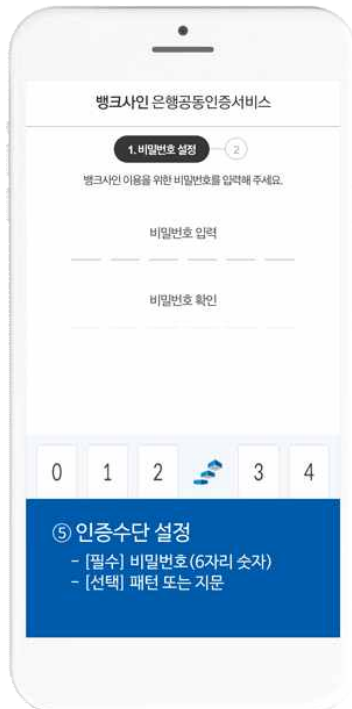 뱅크사인 은행공동인증서비스
1. 비밀번호 설정 2
뱅크사인 이용을 위한 비밀번호를 입력해 주세요.
비밀번호 입력
비밀번호 확인
0 1 2 3 4
⑤ 인증수단 설정
- [필수] 비밀번호(6자리 숫자)
- [선택] 패턴 또는 지문